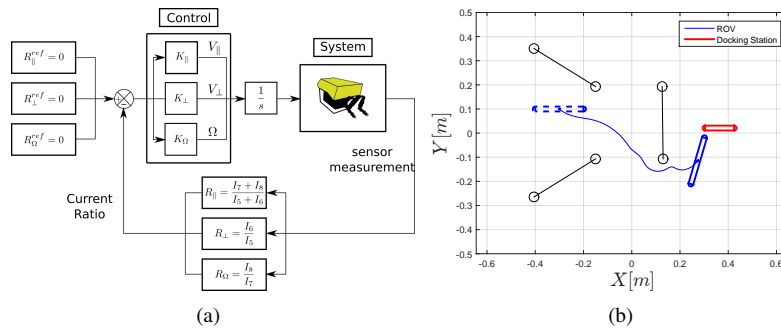 Control
System
R_∥^{ref} = 0
R_⊥^{ref} = 0
R_Ω^{ref} = 0
+
K_∥
V_∥
K_⊥
V_⊥
K_Ω
Ω
1/s
sensor
measurement
Current
Ratio
R_∥ = (I_7 + I_8)/(I_5 + I_6)
R_⊥ = I_6/I_5
R_Ω = I_8/I_7
(a)
ROV
Docking Station
Y[m]
0.5
0.4
0.3
0.2
0.1
0
-0.1
-0.2
-0.3
-0.4
-0.5
-0.6 -0.4 -0.2 0 0.2 0.4 0.6
X[m]
(b)